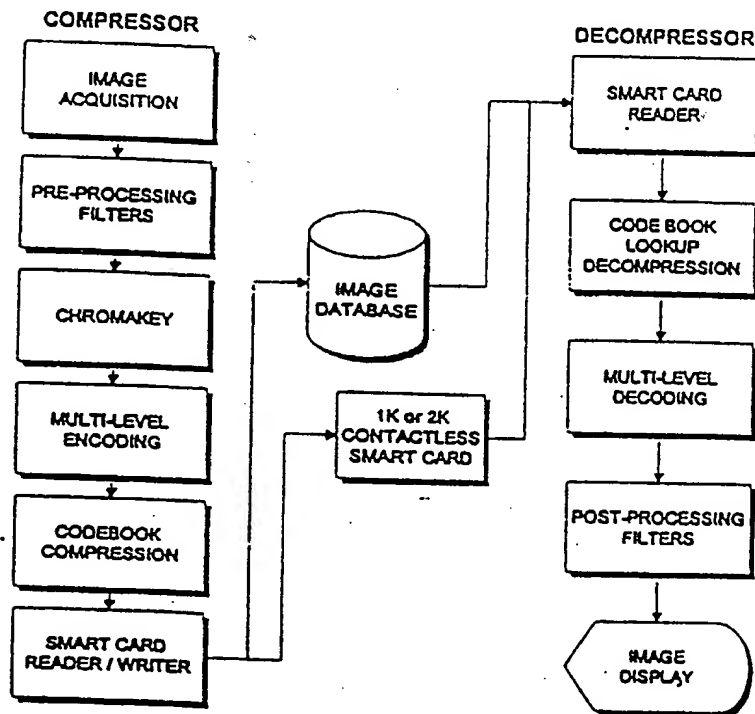 COMPRESSOR
IMAGE
ACQUISITION
PRE-PROCESSING
FILTERS
CHROMAKEY
MULTI-LEVEL
ENCODING
CODEBOOK
COMPRESSION
SMART CARD
READER / WRITER
IMAGE
DATABASE
1K or 2K
CONTACTLESS
SMART CARD
DECOMPRESSOR
SMART CARD
READER
CODE BOOK
LOOKUP
DECOMPRESSION
MULTI-LEVEL
DECODING
POST-PROCESSING
FILTERS
IMAGE
DISPLAY